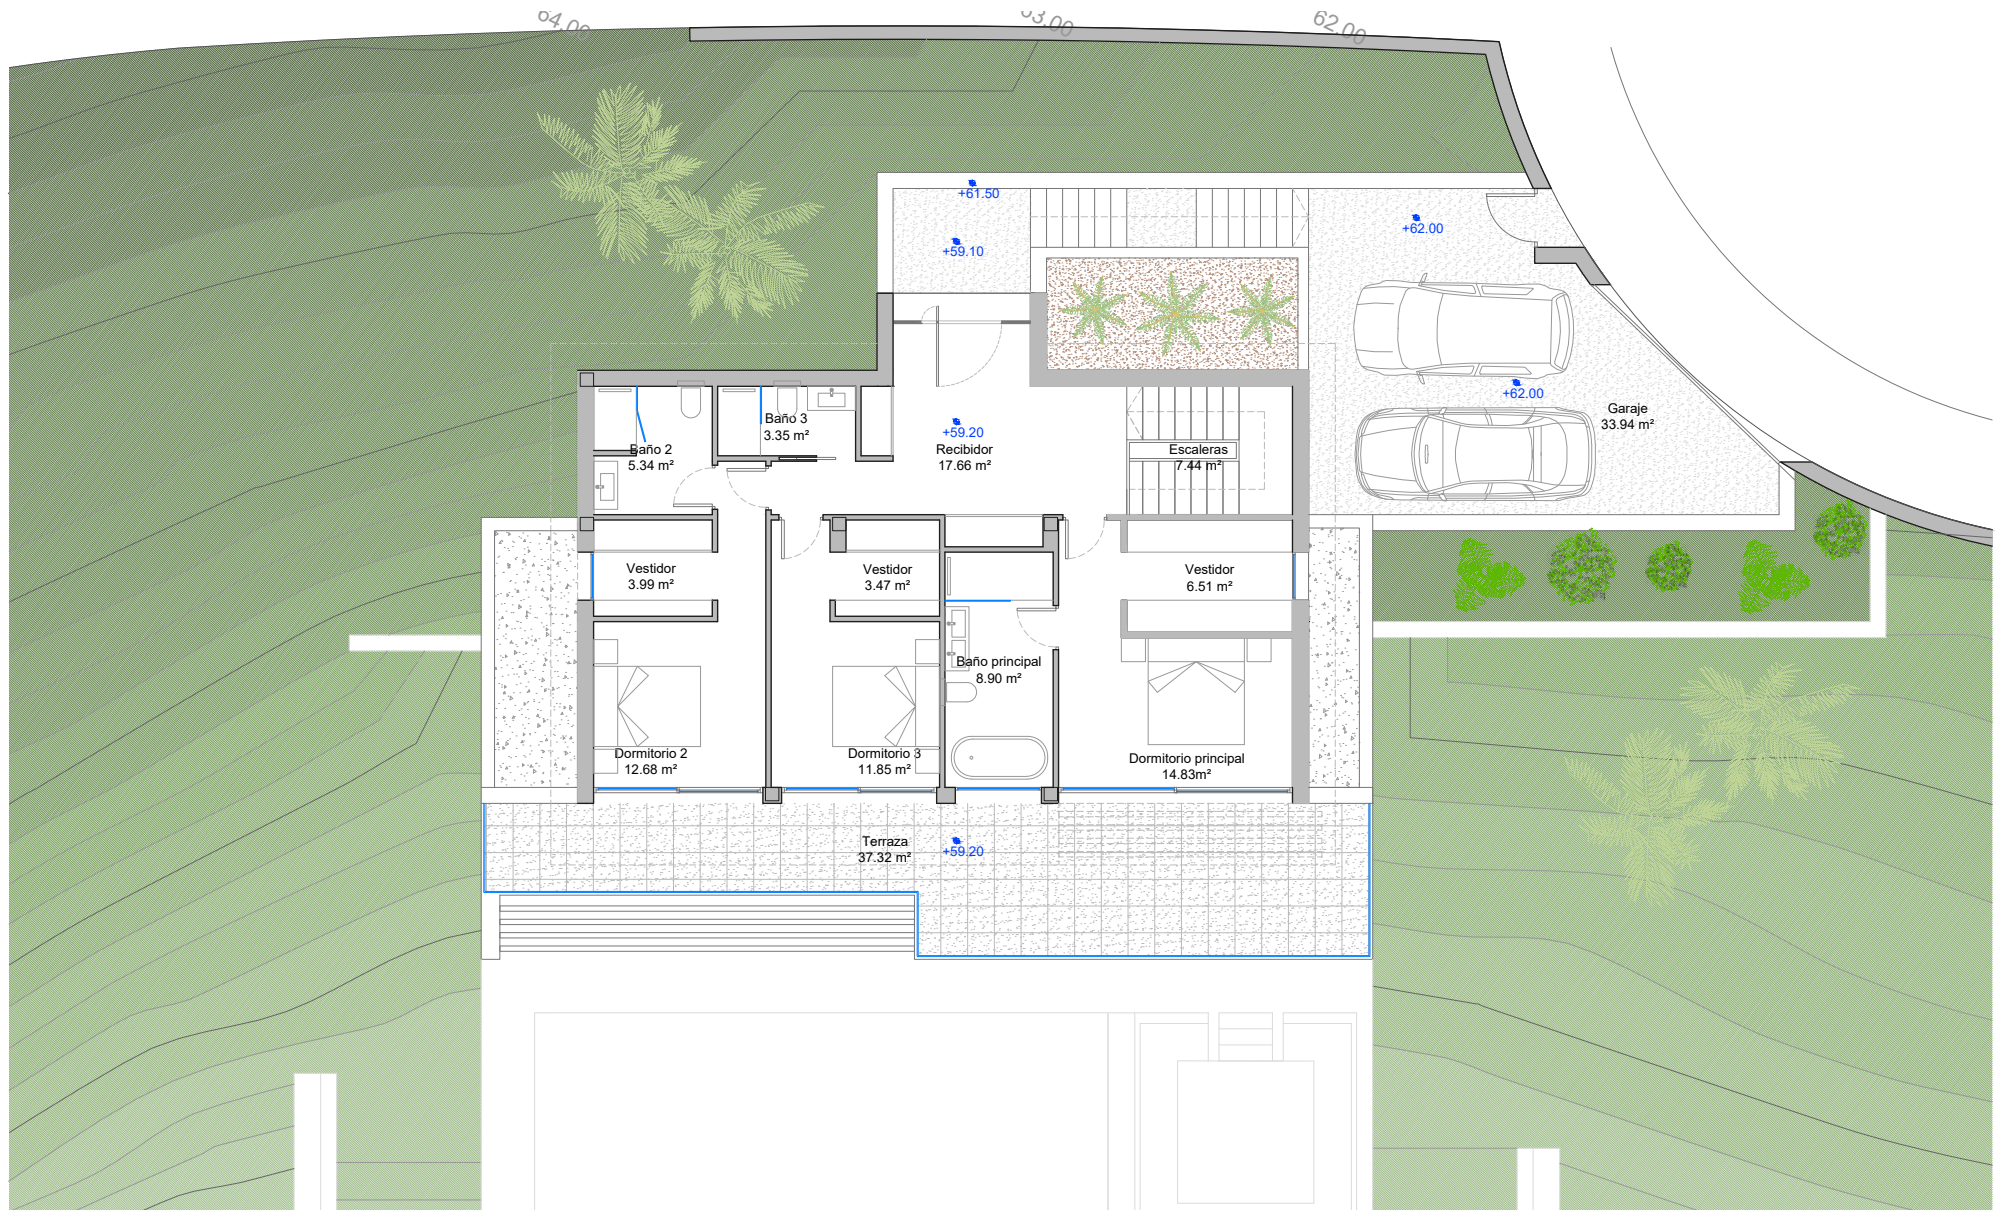 64.00
62.00
+61.50
+62.00
+59.10
+62.00
Garaje
33.94 m²
Baño 3
3.35 m²
+59.20
Recibidor
17.66 m²
Baño 2
5.34 m²
Escaleras
7.44 m²
Vestidor
3.99 m²
Vestidor
3.47 m²
Vestidor
6.51 m²
Baño principal
8.90 m²
Dormitorio 2
12.68 m²
Dormitorio 3
11.85 m²
Dormitorio principal
14.83m²
Terraza
37.32 m²
+59.20